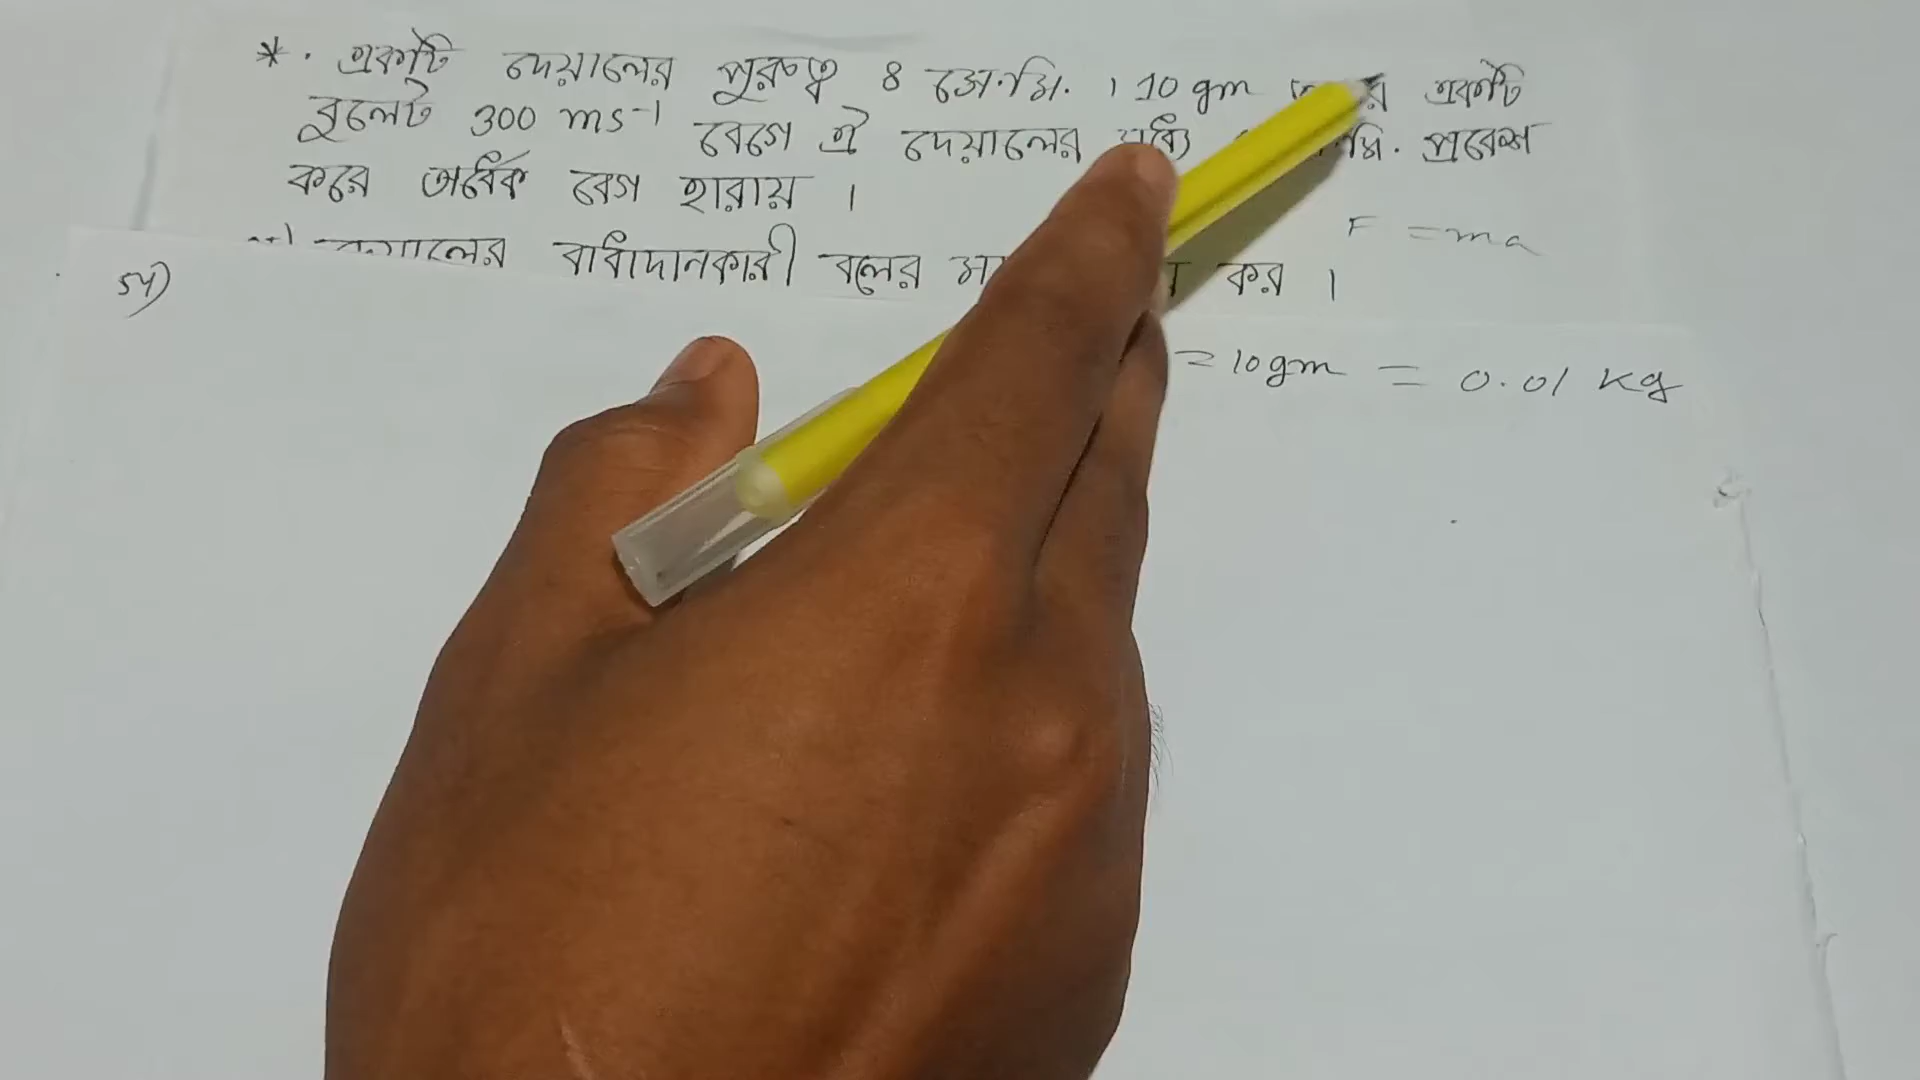 * . একটি দেয়ালের পুরুত্ব 8 সে.মি. । 10 gm একটি
বুলেট 300 ms⁻¹ বেগে ঐ দেয়ালের মধ্যে মি. প্রবেশ
করে অর্ধেক বেগ হারায় ।
F = ma
বাধাদানকারী বলের কর ।
= 10 gm = 0.01 kg